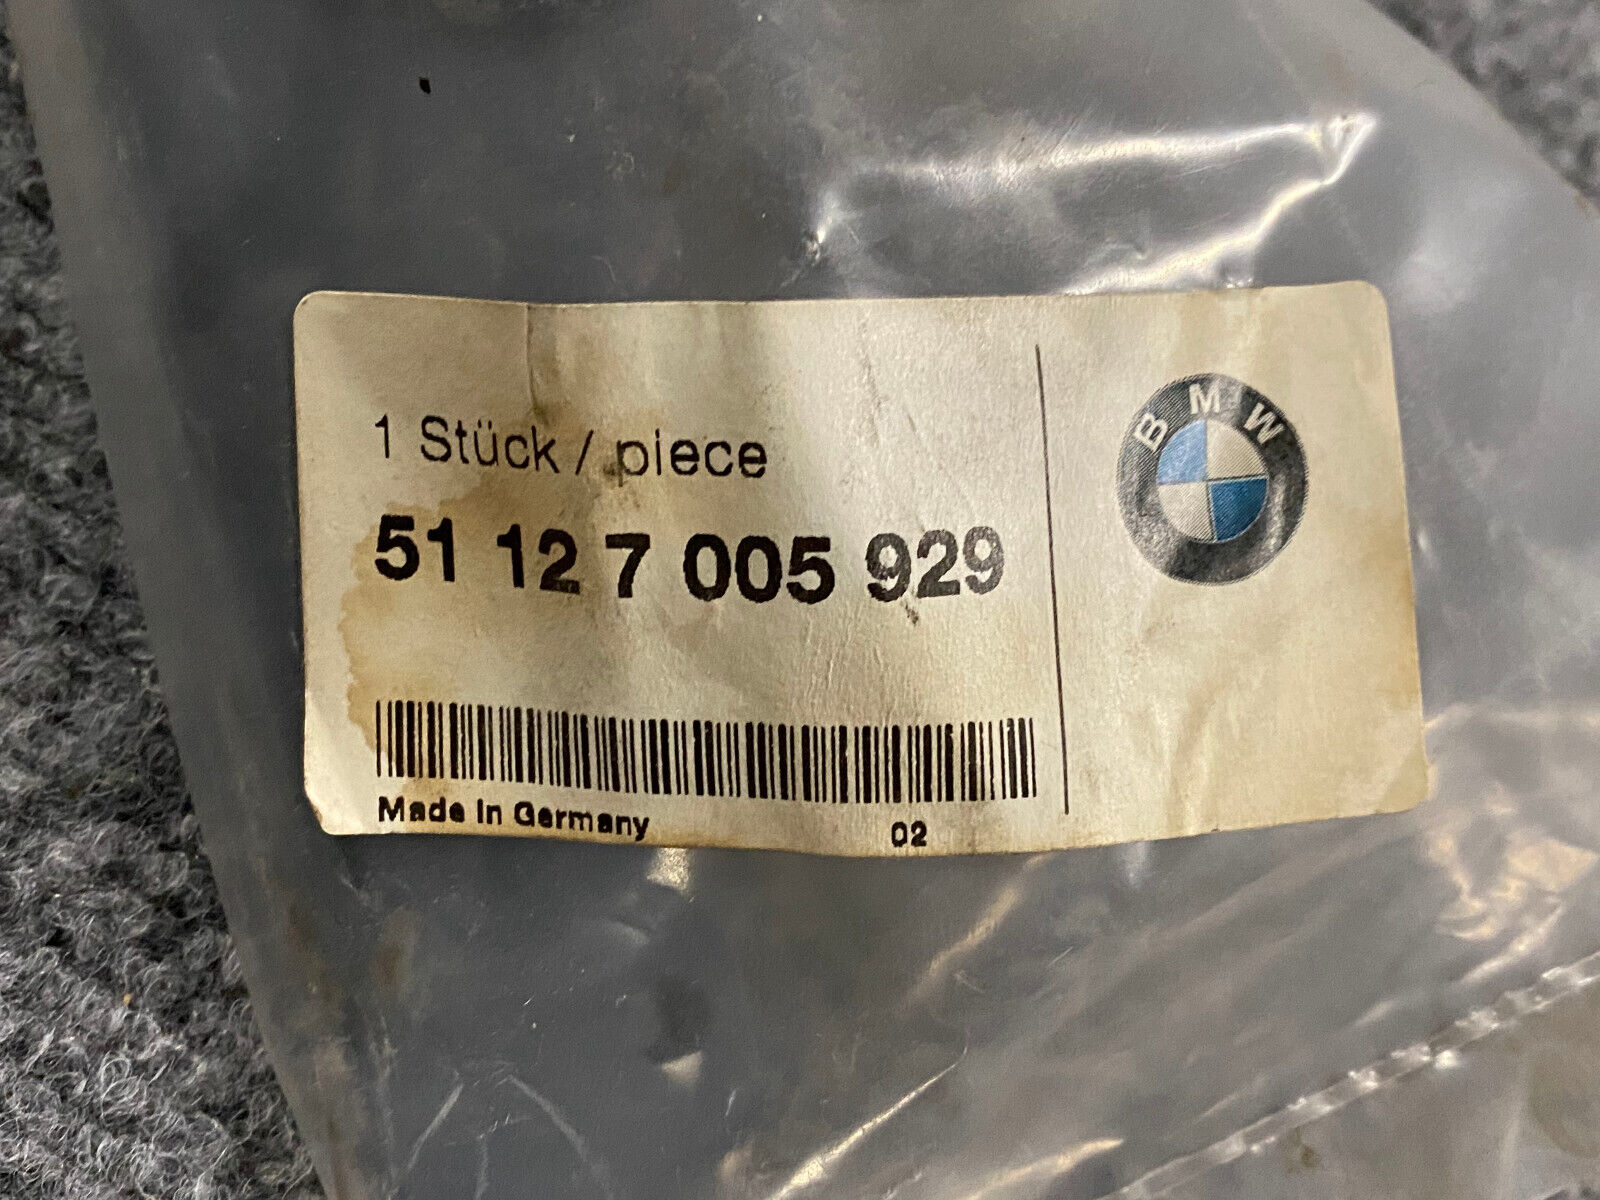 1 Stück / piece
51 12 7 005 929
Made In Germany 02
BMW